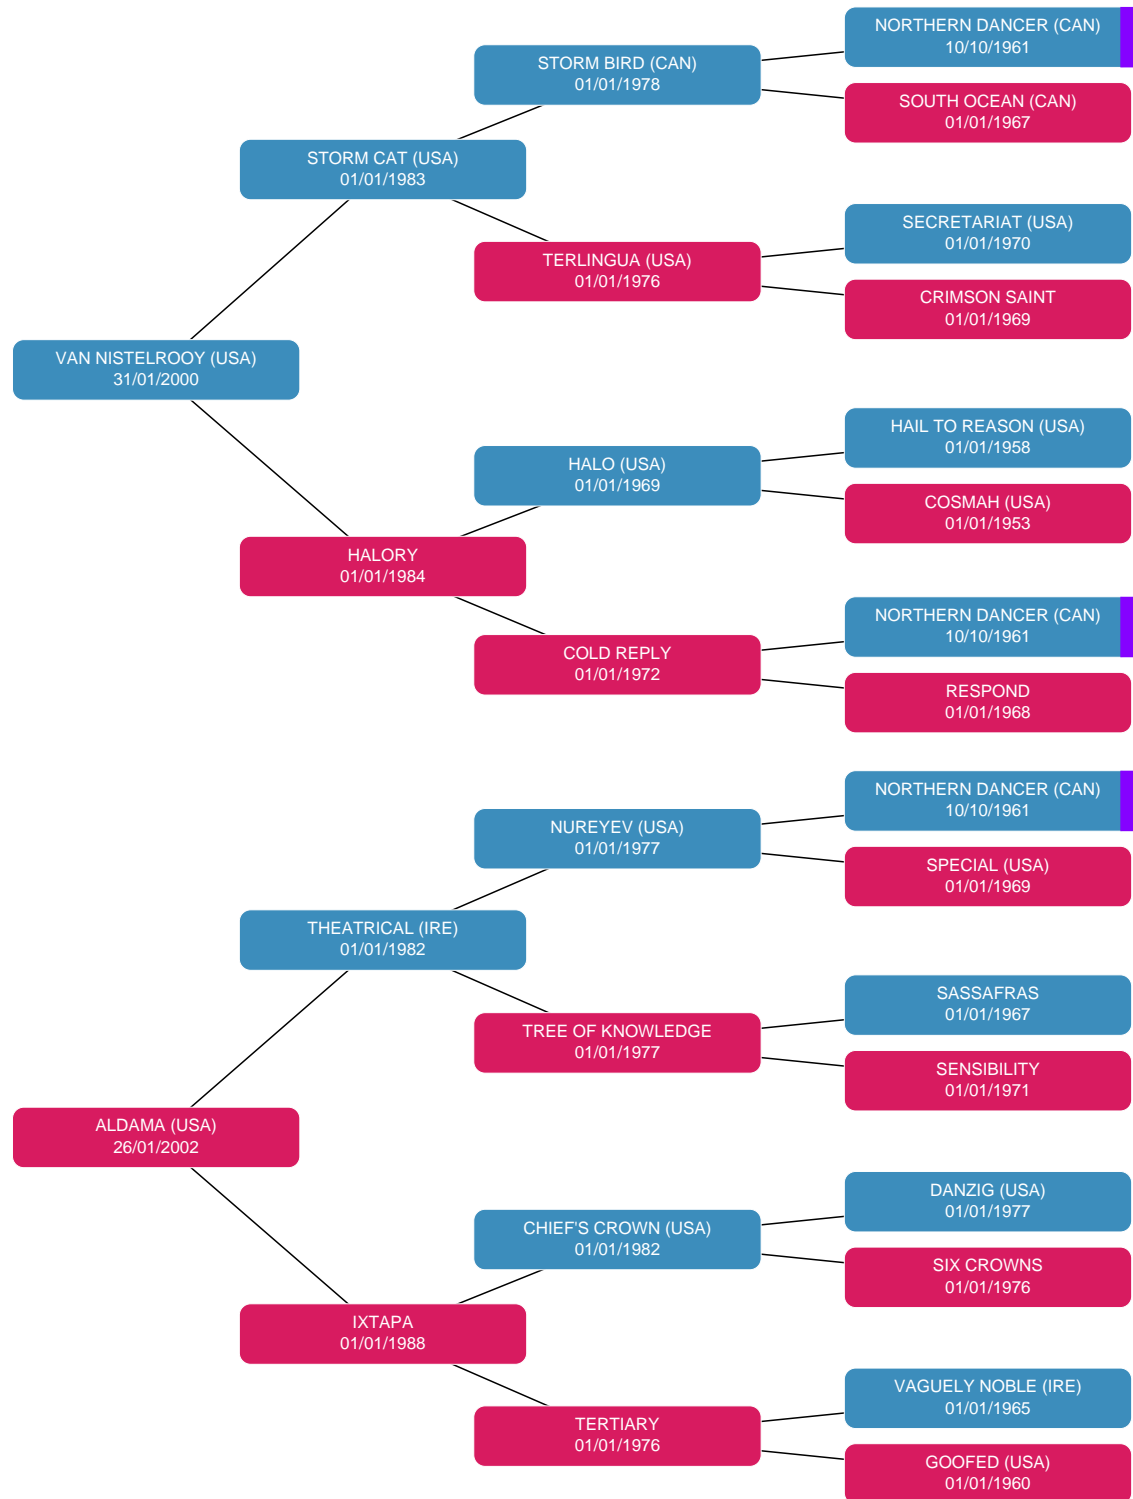 NORTHERN DANCER (CAN)
10/10/1961
STORM BIRD (CAN)
01/01/1978
SOUTH OCEAN (CAN)
01/01/1967
STORM CAT (USA)
01/01/1983
SECRETARIAT (USA)
01/01/1970
TERLINGUA (USA)
01/01/1976
CRIMSON SAINT
01/01/1969
VAN NISTELROOY (USA)
31/01/2000
HAIL TO REASON (USA)
01/01/1958
HALO (USA)
01/01/1969
COSMAH (USA)
01/01/1953
HALORY
01/01/1984
NORTHERN DANCER (CAN)
10/10/1961
COLD REPLY
01/01/1972
RESPOND
01/01/1968
NORTHERN DANCER (CAN)
10/10/1961
NUREYEV (USA)
01/01/1977
SPECIAL (USA)
01/01/1969
THEATRICAL (IRE)
01/01/1982
SASSAFRAS
01/01/1967
TREE OF KNOWLEDGE
01/01/1977
SENSIBILITY
01/01/1971
ALDAMA (USA)
26/01/2002
DANZIG (USA)
01/01/1977
CHIEF'S CROWN (USA)
01/01/1982
SIX CROWNS
01/01/1976
IXTAPA
01/01/1988
VAGUELY NOBLE (IRE)
01/01/1965
TERTIARY
01/01/1976
GOOFED (USA)
01/01/1960